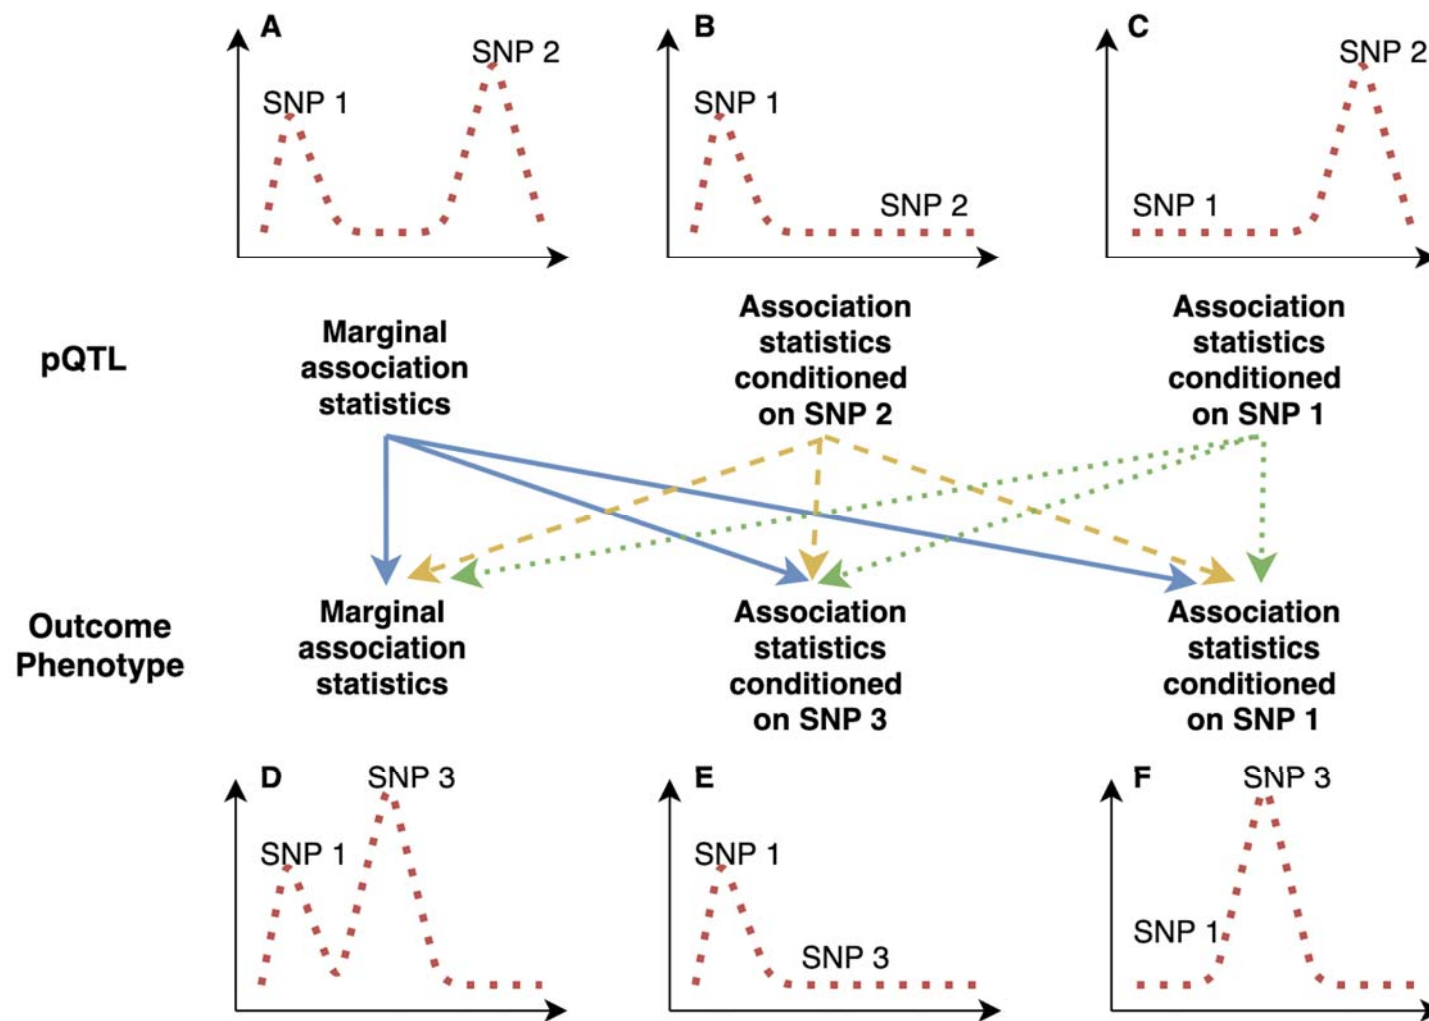 A
SNP 1
SNP 2
B
SNP 1
SNP 2
C
SNP 1
SNP 2
pQTL
Marginal
association
statistics
Association
statistics
conditioned
on SNP 2
Association
statistics
conditioned
on SNP 1
Outcome
Phenotype
Marginal
association
statistics
Association
statistics
conditioned
on SNP 3
Association
statistics
conditioned
on SNP 1
D
SNP 1
SNP 3
E
SNP 1
SNP 3
F
SNP 1
SNP 3